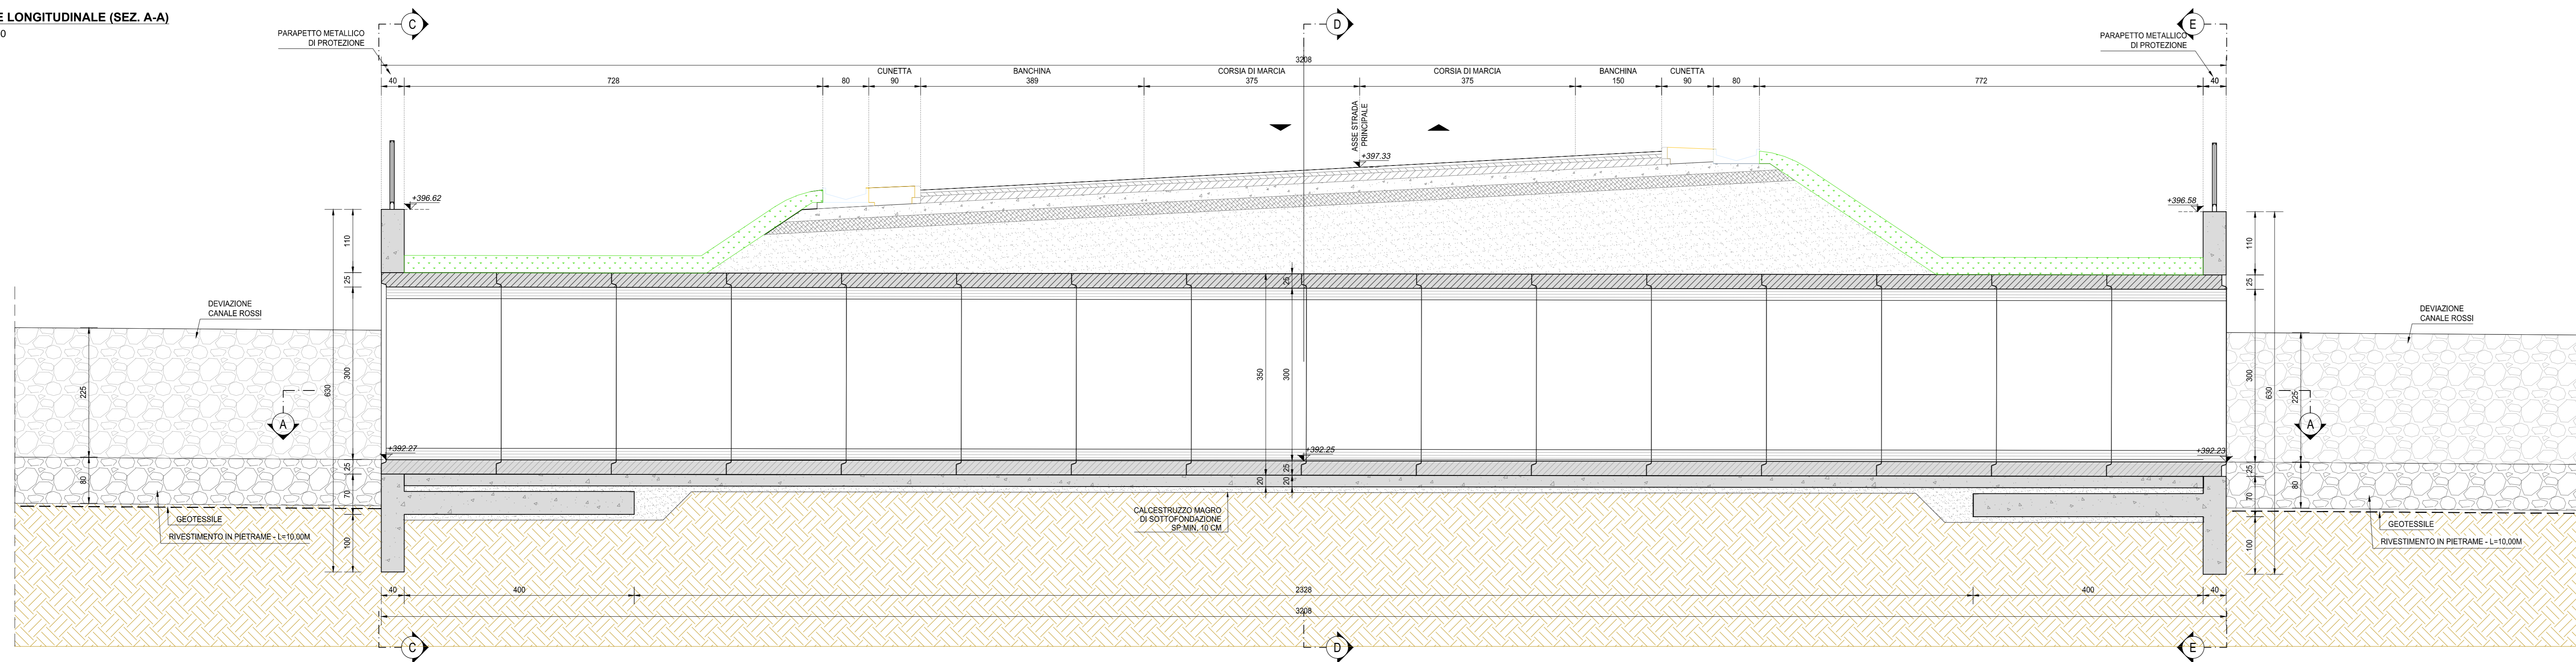 E LONGITUDINALE (SEZ. A-A)
0
C
D
E
PARAPETTO METALLICO
DI PROTEZIONE
PARAPETTO METALLICO
DI PROTEZIONE
3208
CUNETTA
BANCHINA
CORSIA DI MARCIA
CORSIA DI MARCIA
BANCHINA
CUNETTA
40
728
80
90
389
375
375
150
90
80
772
40
ASSE STRADA
PRINCIPALE
+397.33
+396.62
+396.58
110
25
300
630
25
70
100
25
350
300
25
20
20
110
25
300
630
25
70
100
DEVIAZIONE
CANALE ROSSI
DEVIAZIONE
CANALE ROSSI
225
80
225
80
A
A
+392.27
+392.25
+392.23
GEOTESSILE
RIVESTIMENTO IN PIETRAME - L=10,00M
CALCESTRUZZO MAGRO
DI SOTTOFONDAZIONE
SP.MIN. 10 CM
GEOTESSILE
RIVESTIMENTO IN PIETRAME - L=10,00M
40
400
2328
400
40
3208
C
D
E